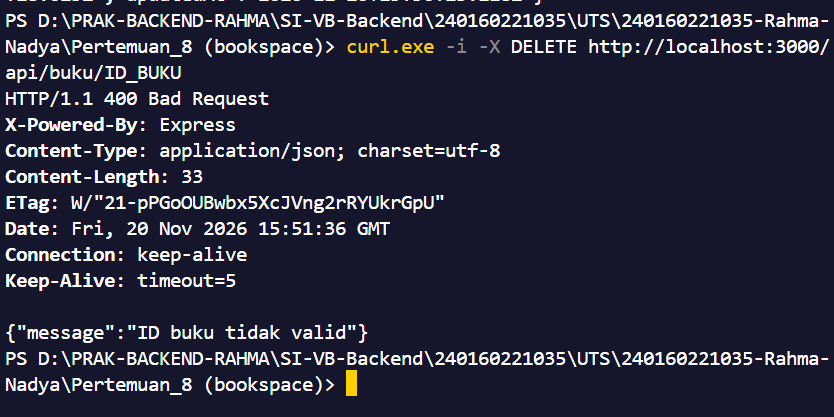 PS D:\PRAK-BACKEND-RAHMA\SI-VB-Backend\240160221035\UTS\240160221035-Rahma-
Nadya\Pertemuan_8 (bookspace)> curl.exe -i -X DELETE http://localhost:3000/
api/buku/ID_BUKU
HTTP/1.1 400 Bad Request
X-Powered-By: Express
Content-Type: application/json; charset=utf-8
Content-Length: 33
ETag: W/"21-pPGoOUBwbx5XcJVng2rRYUkrGpU"
Date: Fri, 20 Nov 2026 15:51:36 GMT
Connection: keep-alive
Keep-Alive: timeout=5
{"message":"ID buku tidak valid"}
PS D:\PRAK-BACKEND-RAHMA\SI-VB-Backend\240160221035\UTS\240160221035-Rahma-
Nadya\Pertemuan_8 (bookspace)>